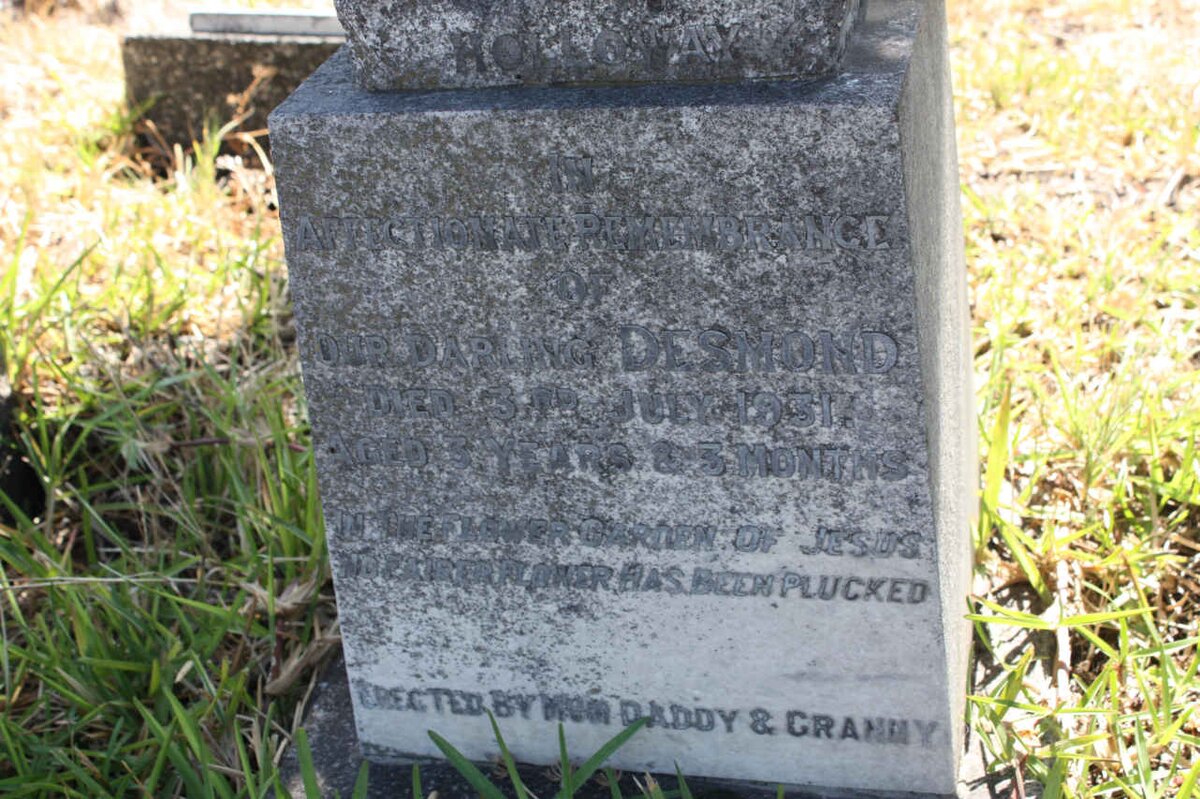 HOLLOWAY
IN
AFFECTIONATE REMEMBRANCE
OF
OUR DARLING DESMOND
DIED 3RD JULY 1931.
AGED 3 YEARS & 3 MONTHS
IN THE FLOWER GARDEN OF JESUS
FAIRER FLOWER HAS BEEN PLUCKED
ERECTED BY MUM DADDY & GRANNY